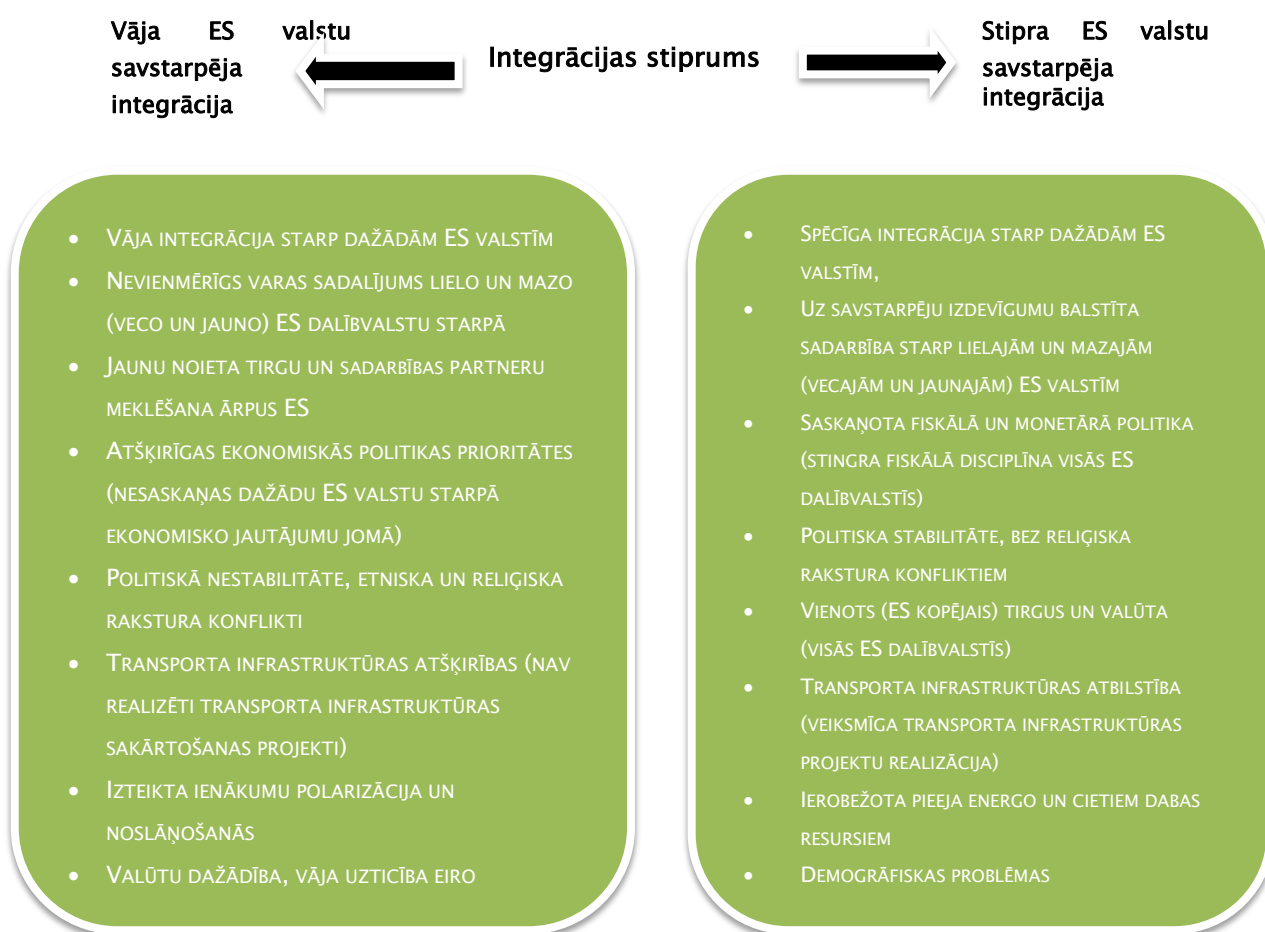 Vāja ES valstu
savstarpēja
integrācija
Integrācijas stiprums
Stipra ES valstu
savstarpēja
integrācija
• VĀJA INTEGRĀCIJA STARP DAŽĀDĀM ES VALSTĪM
• NEVIENMĒRĪGS VARAS SADALĪJUMS LIELO UN MAZO
(VECO UN JAUNO) ES DALĪBVALSTU STARPĀ
• JAUNU NOIETA TIRGU UN SADARBĪBAS PARTNERU
MEKLĒŠANA ĀRPUS ES
• ATŠĶIRĪGAS EKONOMISKĀS POLITIKAS PRIORITĀTES
(NESASKAŅAS DAŽĀDU ES VALSTU STARPĀ
EKONOMISKO JAUTĀJUMU JOMĀ)
• POLITISKĀ NESTABILITĀTE, ETNISKA UN RELIĢISKA
RAKSTURA KONFLIKTI
• TRANSPORTA INFRASTRUKTŪRAS ATŠĶIRĪBAS (NAV
REALIZĒTI TRANSPORTA INFRASTRUKTŪRAS
SAKĀRTOŠANAS PROJEKTI)
• IZTEIKTA IENĀKUMU POLARIZĀCIJA UN
NOSLĀŅOŠANĀS
• VALŪTU DAŽĀDĪBA, VĀJA UZTICĪBA EIRO
• SPĒCĪGA INTEGRĀCIJA STARP DAŽĀDĀM ES
VALSTĪM,
• UZ SAVSTARPĒJU IZDEVĪGUMU BALSTĪTA
SADARBĪBA STARP LIELAJĀM UN MAZAJĀM
(VECAJĀM UN JAUNAJĀM) ES VALSTĪM
• SASKAŅOTA FISKĀLĀ UN MONETĀRĀ POLITIKA
(STINGRA FISKĀLĀ DISCIPLĪNA VISĀS ES
DALĪBVALSTĪS)
• POLITISKA STABILITĀTE, BEZ RELIĢISKA
RAKSTURA KONFLIKTIEM
• VIENOTS (ES KOPĒJAIS) TIRGUS UN VALŪTA
(VISĀS ES DALĪBVALSTĪS)
• TRANSPORTA INFRASTRUKTŪRAS ATBILSTĪBA
(VEIKSMĪGA TRANSPORTA INFRASTRUKTŪRAS
PROJEKTU REALIZĀCIJA)
• IEROBEŽOTA PIEEJA ENERGO UN CIETIEM DABAS
RESURSIEM
• DEMOGRĀFISKAS PROBLĒMAS